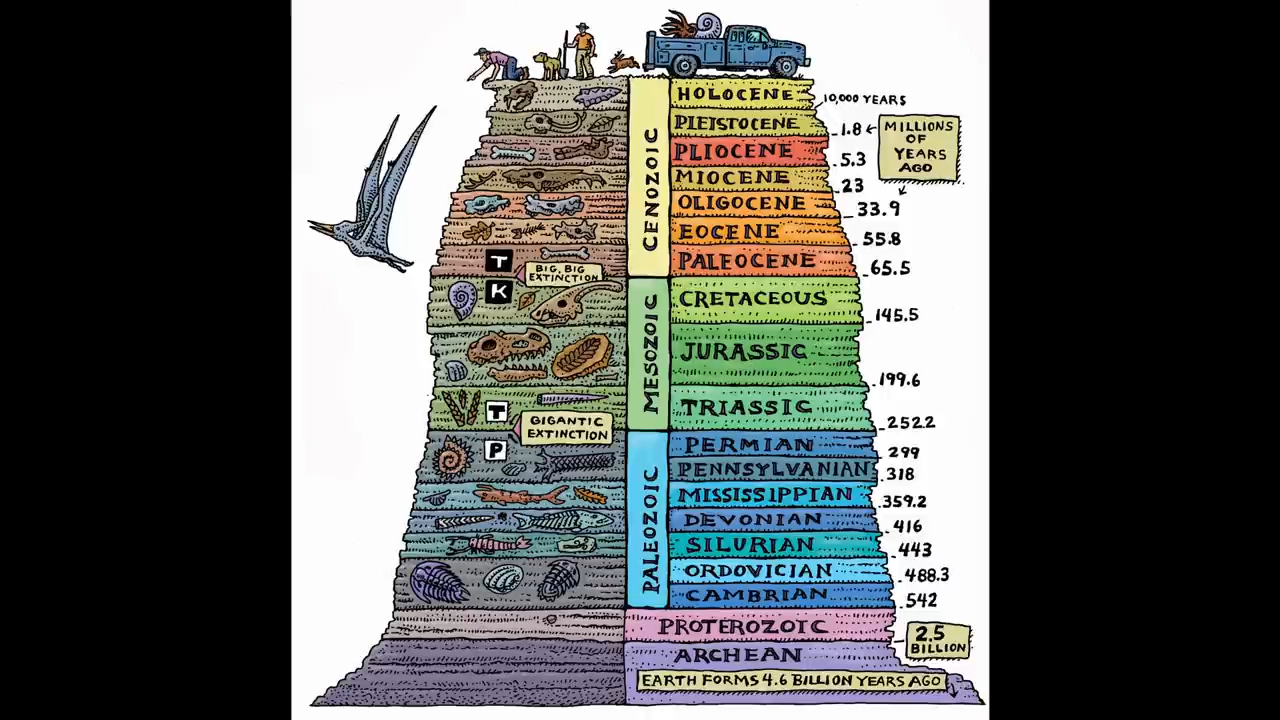 HOLOCENE
10,000 YEARS
PLEISTOCENE
1.8
MILLIONS
OF
YEARS
AGO
PLIOCENE
5.3
MIOCENE
23
OLIGOCENE
33.9
EOCENE
55.8
PALEOCENE
65.5
CENOZOIC
T
BIG, BIG
EXTINCTION
K
CRETACEOUS
145.5
JURASSIC
199.6
TRIASSIC
252.2
MESOZOIC
T
GIGANTIC
EXTINCTION
P
PERMIAN
299
PENNSYLVANIAN
318
MISSISSIPPIAN
359.2
DEVONIAN
416
SILURIAN
443
ORDOVICIAN
488.3
CAMBRIAN
542
PALEOZOIC
PROTEROZOIC
2.5
BILLION
ARCHEAN
EARTH FORMS 4.6 BILLION YEARS AGO